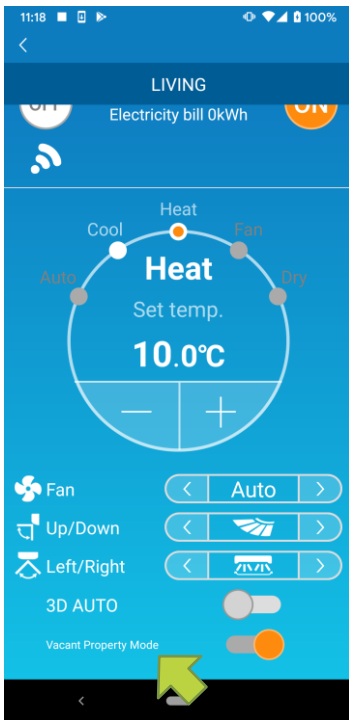 11:18 100%
LIVING
OFF ON
Electricity bill 0kWh
Heat
Cool Fan
Auto Dry
Heat
Set temp.
10.0℃
Fan Auto
Up/Down
Left/Right
3D AUTO
Vacant Property Mode